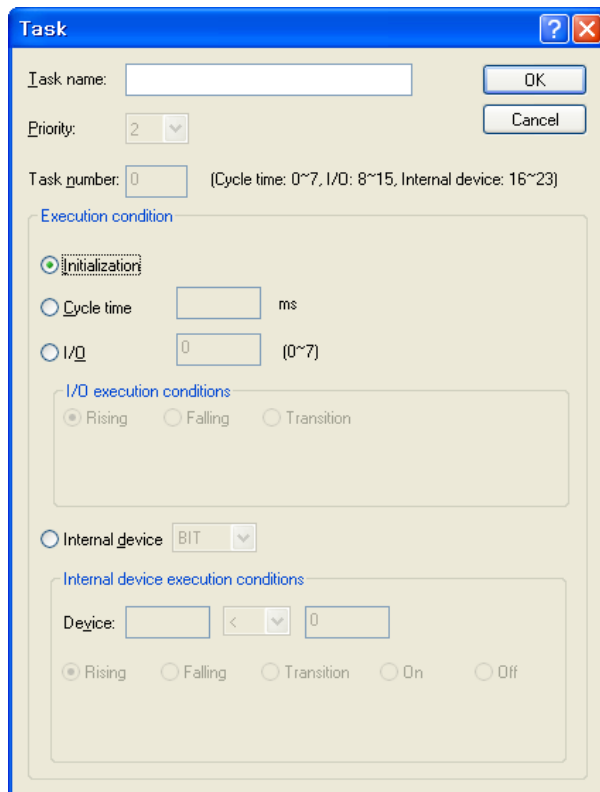 Task
Task name:
OK
Priority:
2
Cancel
Task number:
0
(Cycle time: 0~7, I/O: 8~15, Internal device: 16~23)
Execution condition
Initialization
Cycle time
ms
I/O
0
(0~7)
I/O execution conditions
Rising
Falling
Transition
Internal device
BIT
Internal device execution conditions
Device:
<
0
Rising
Falling
Transition
On
Off